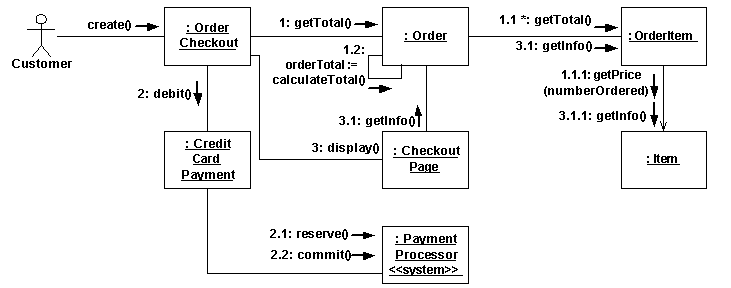 create()
: Order
Checkout
1: getTotal()
: Order
1.1 *: getTotal()
3.1: getInfo()
: OrderItem
Customer
1.2:
orderTotal :=
calculateTotal()
1.1.1: getPrice
(numberOrdered)
2: debit()
3.1: getInfo()
3.1.1: getInfo()
: Credit
Card
Payment
3: display()
: Checkout
Page
: Item
2.1: reserve()
2.2: commit()
: Payment
Processor
<<system>>